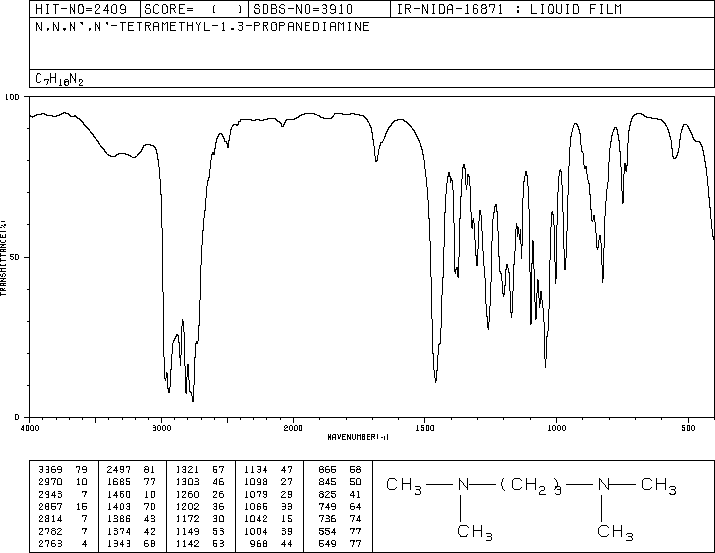 HIT-NO=2409 SCORE= ( ) SDBS-NO=3910 IR-NIDA-16871 : LIQUID FILM
N,N,N',N'-TETRAMETHYL-1,3-PROPANEDIAMINE
C7H18N2
100
50
0
TRANSMITTANCE(%)
4000 3000 2000 1500 1000 500
WAVENUMBER(-1)
3369 79 2497 81 1321 57 1134 47 866 58
2970 10 1685 77 1303 46 1098 27 845 50
2943 7 1460 10 1260 26 1079 29 825 41
2857 15 1403 70 1202 36 1066 33 749 64
2814 7 1386 43 1172 30 1042 15 736 74
2782 7 1374 42 1149 55 1004 39 554 77
2763 4 1343 68 1142 53 968 44 549 77
CH3 N (CH2)3 N CH3
CH3 CH3